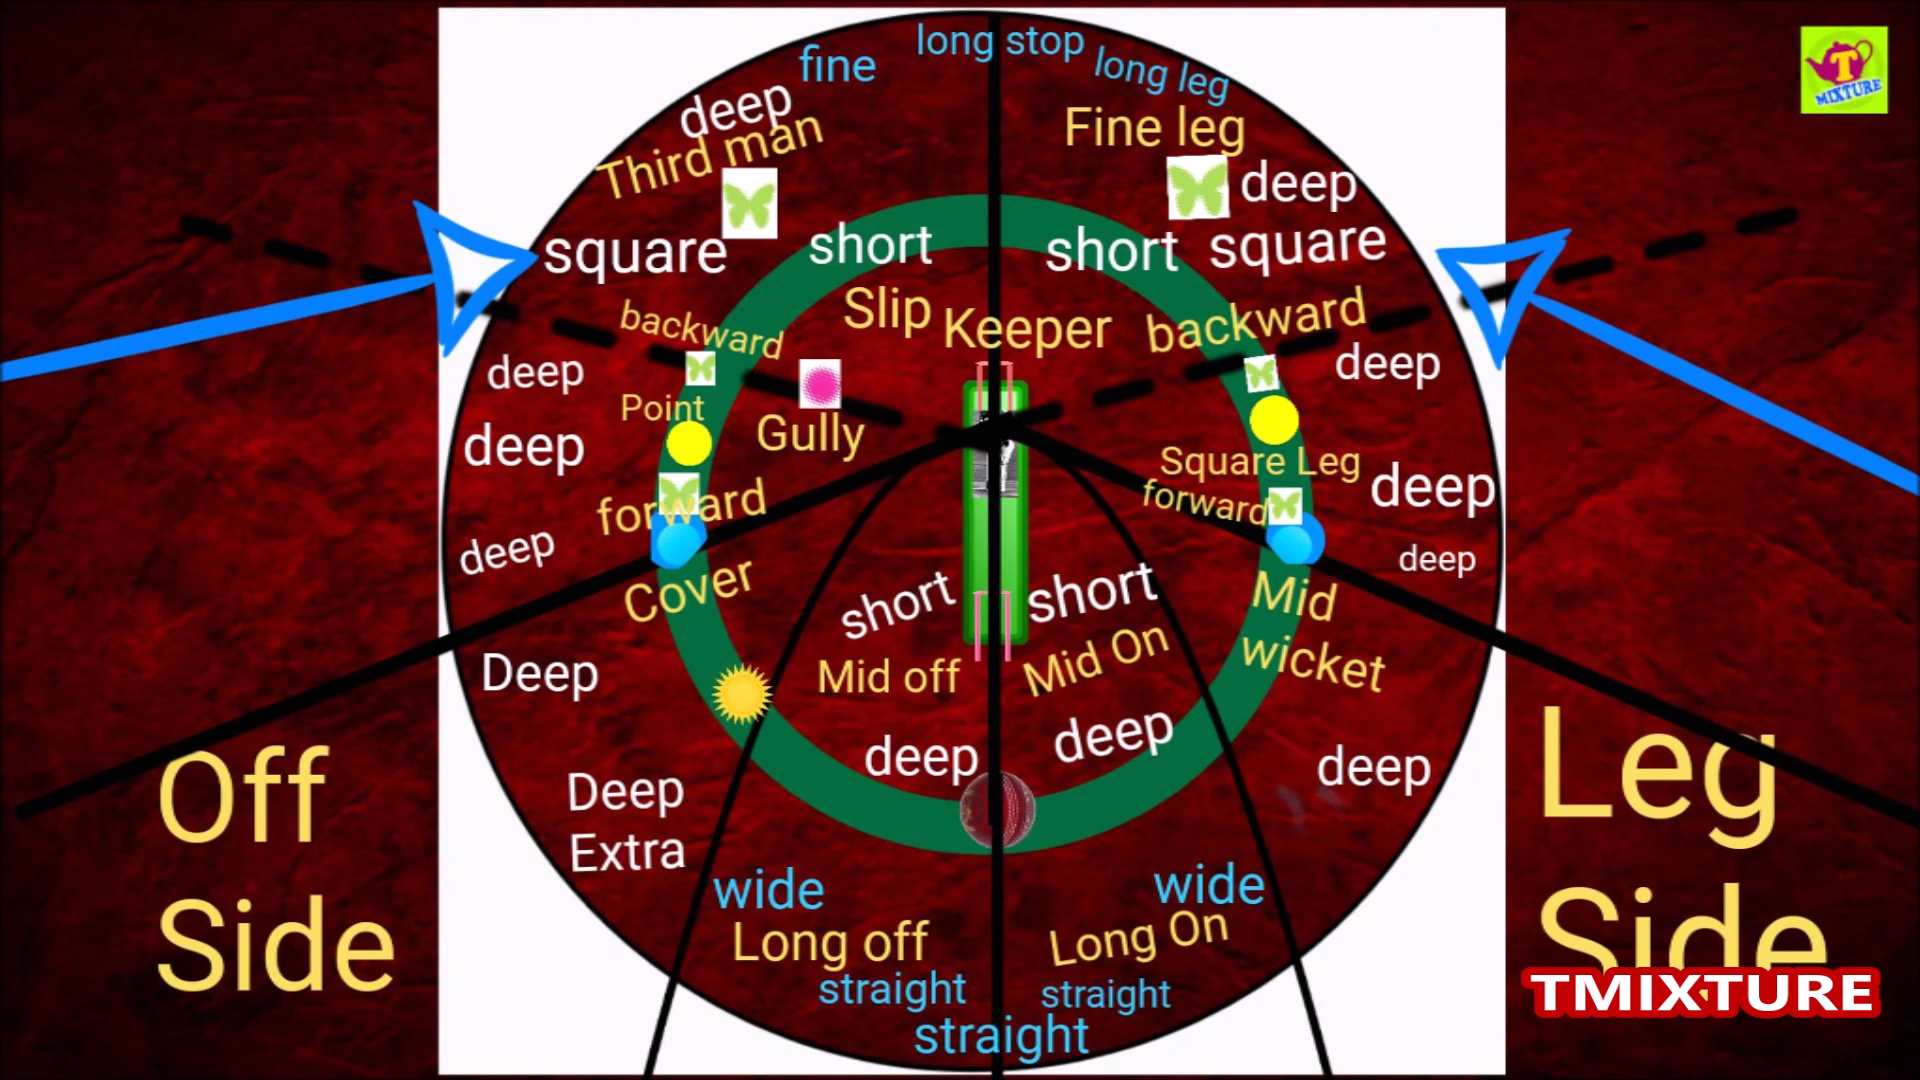 long stop
fine
long leg
T
MIXTURE
deep
Third man
Fine leg
deep
square
short
short
square
backward
Slip
Keeper
backward
deep
deep
Point
Gully
deep
Square Leg
deep
forward
forward
deep
deep
Cover
short
short
Mid
wicket
Deep
Mid off
Mid On
deep
deep
deep
Off
Side
Leg
Side
Deep
Extra
wide
wide
Long off
Long On
straight
straight
straight
TMIXTURE